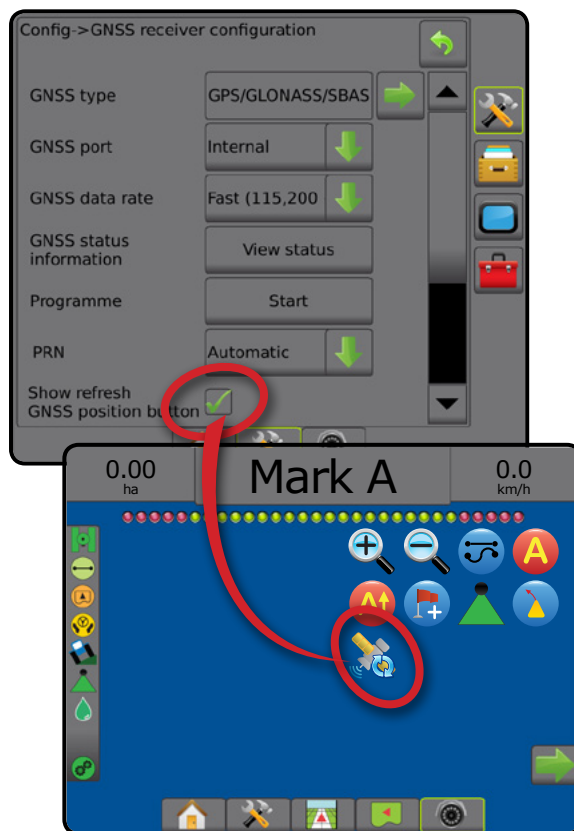 Config->GNSS receiver configuration
GNSS type
GPS/GLONASS/SBAS
GNSS port
Internal
GNSS data rate
Fast (115,200
GNSS status
information
View status
Programme
Start
PRN
Automatic
Show refresh
GNSS position button
0.00
ha
Mark A
0.0
km/h
A
A